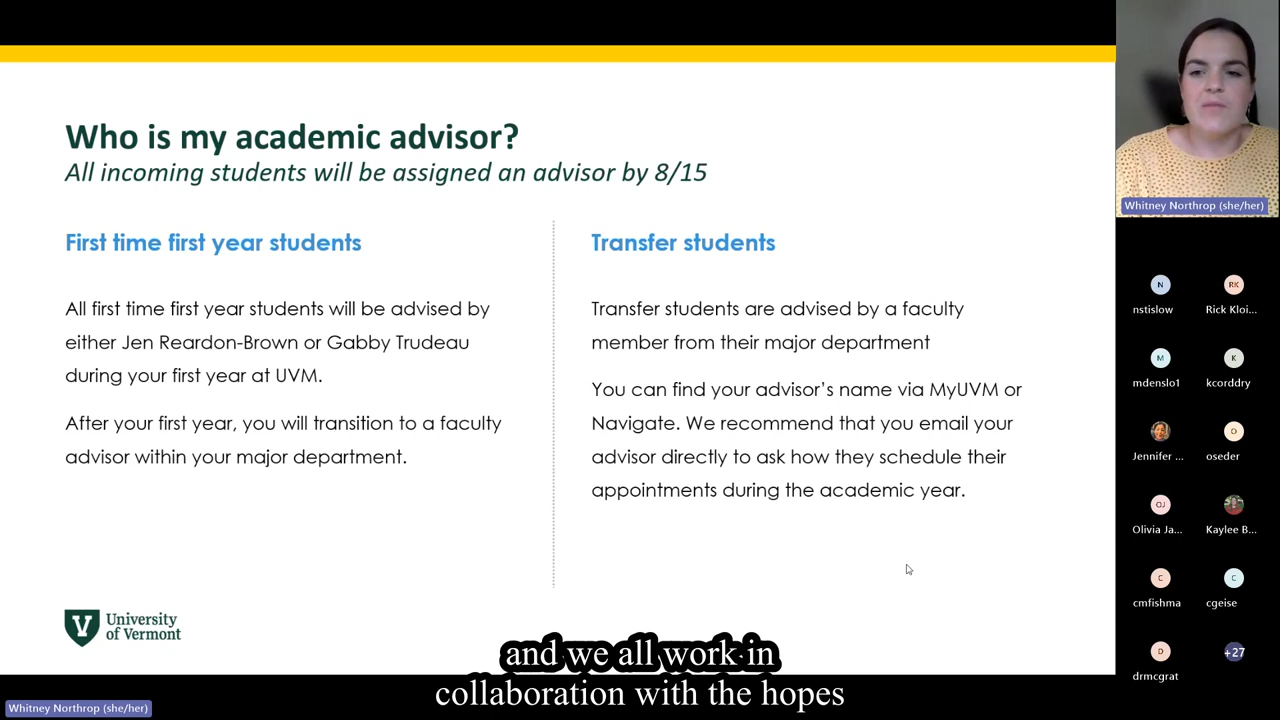 Who is my academic advisor?
All incoming students will be assigned an advisor by 8/15
First time first year students
All first time first year students will be advised by
either Jen Reardon-Brown or Gabby Trudeau
during your first year at UVM.
After your first year, you will transition to a faculty
advisor within your major department.
Transfer students
Transfer students are advised by a faculty
member from their major department
You can find your advisor's name via MyUVM or
Navigate. We recommend that you email your
advisor directly to ask how they schedule their
appointments during the academic year.
University
of Vermont
and we all work in
collaboration with the hopes
Whitney Northrop (she/her)
Whitney Northrop (she/her)
N
RK
nstislow
Rick Kloi...
M
K
mdenslo1
kcorddry
O
Jennifer ...
oseder
OJ
Olivia Ja...
Kaylee B...
C
C
cmfishma
cgeise
D
+27
drmcgrat